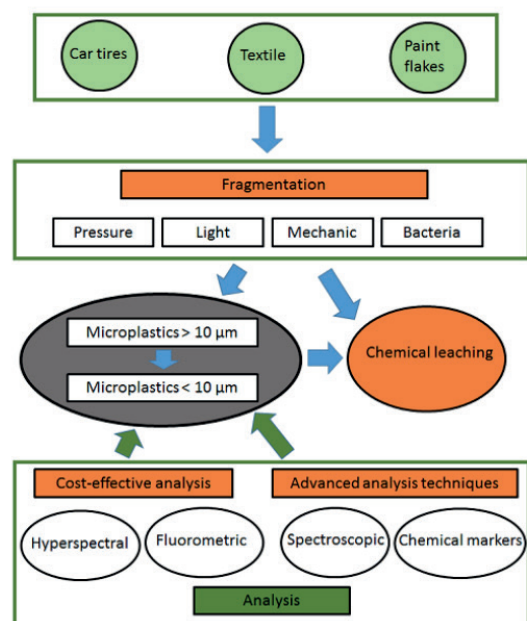 Car tires
Textile
Paint
flakes
Fragmentation
Pressure
Light
Mechanic
Bacteria
Microplastics > 10 µm
Microplastics < 10 µm
Chemical leaching
Cost-effective analysis
Advanced analysis techniques
Hyperspectral
Fluorometric
Spectroscopic
Chemical markers
Analysis